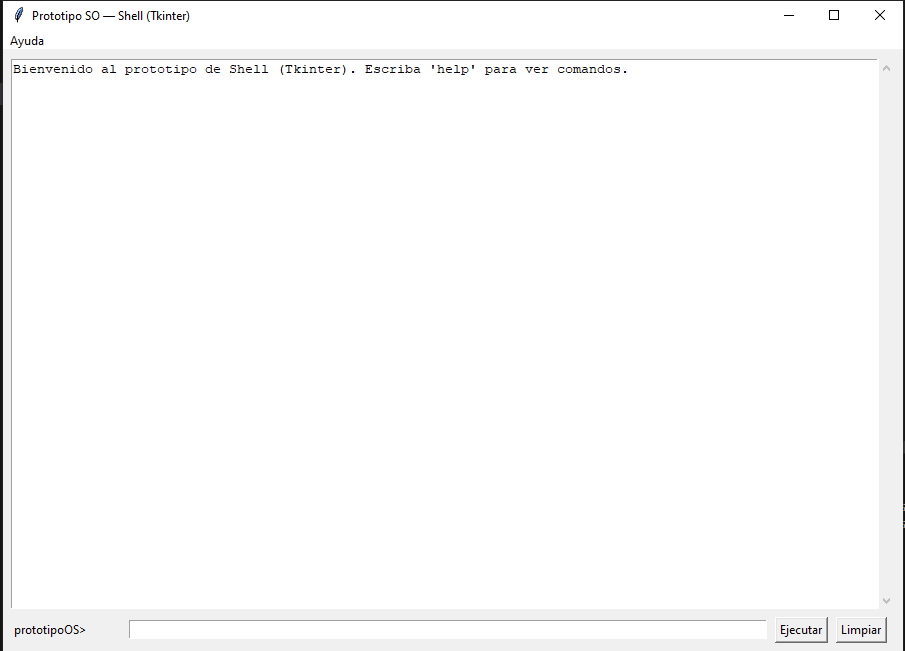 Prototipo SO — Shell (Tkinter)
Ayuda
Bienvenido al prototipo de Shell (Tkinter). Escriba 'help' para ver comandos.
prototipoOS>
Ejecutar
Limpiar